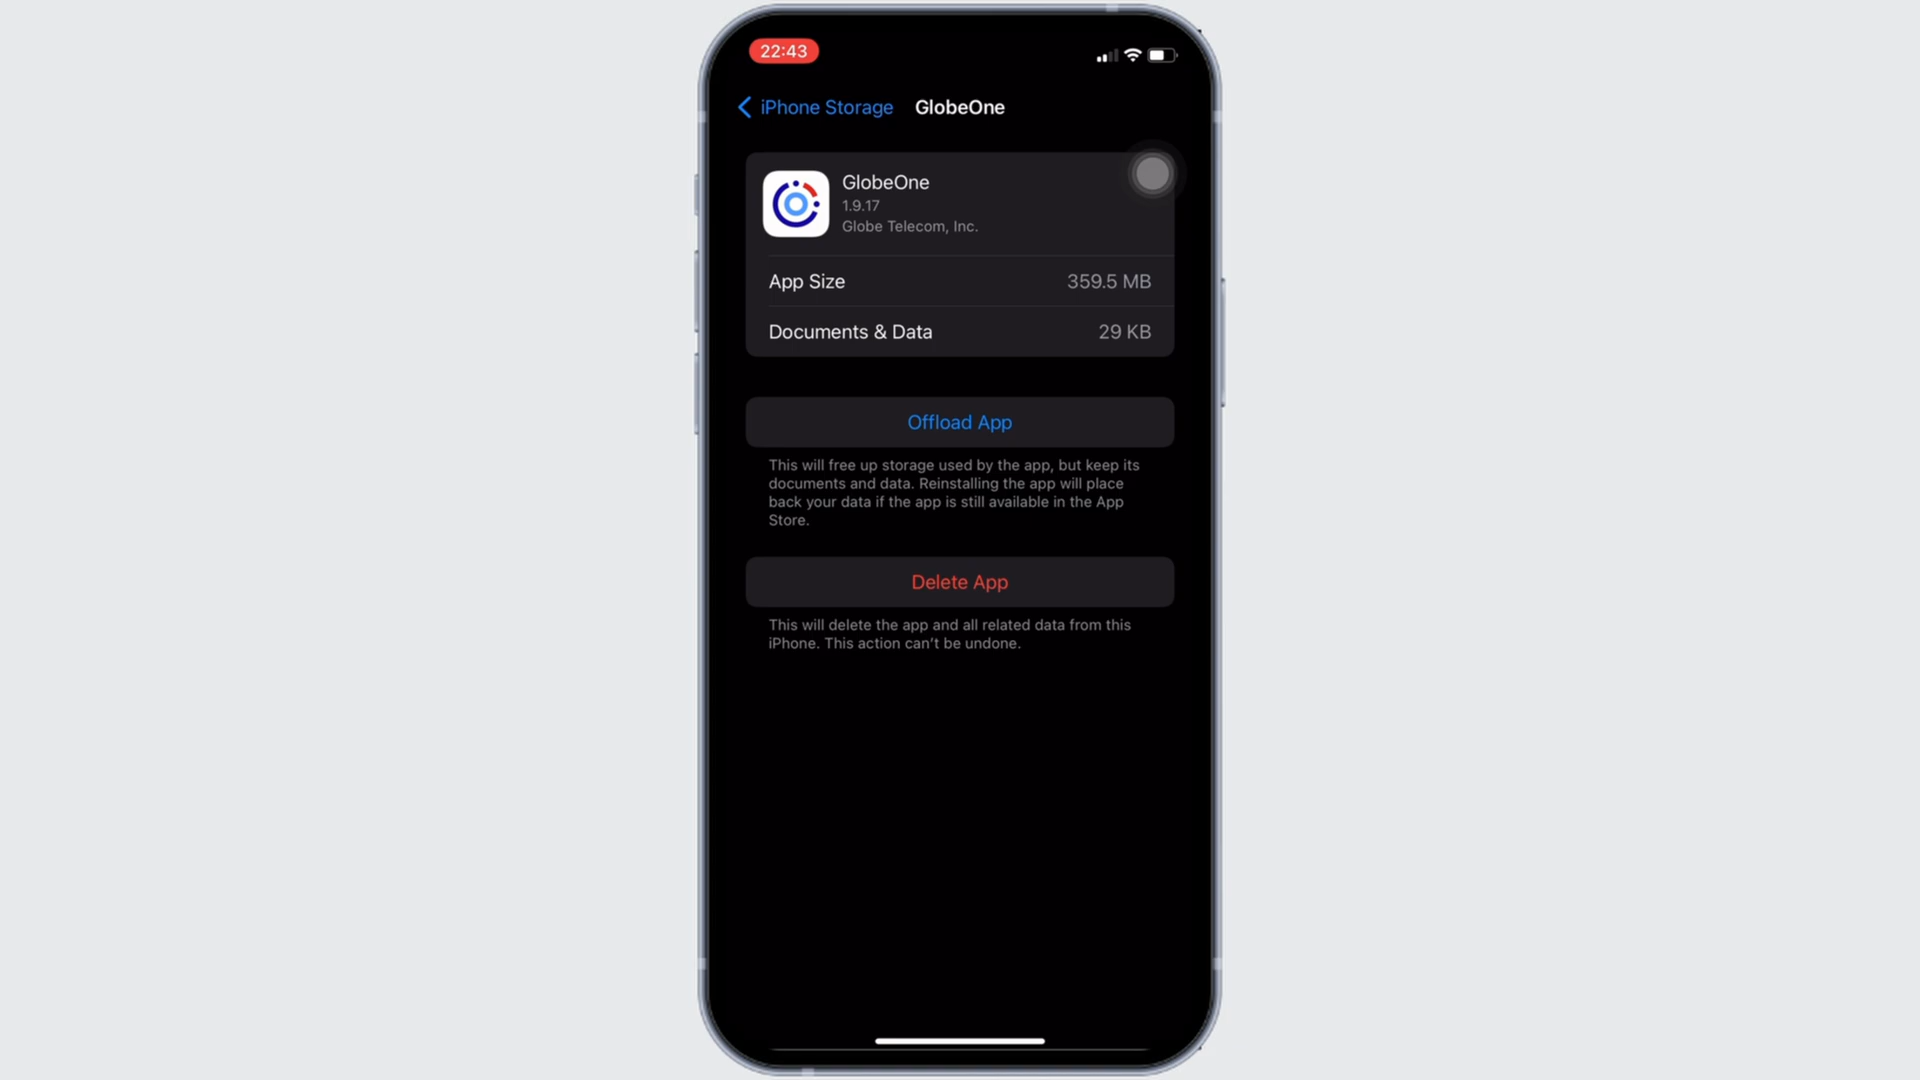 22:43
iPhone Storage GlobeOne
GlobeOne
1.9.17
Globe Telecom, Inc.
App Size 359.5 MB
Documents & Data 29 KB
Offload App
This will free up storage used by the app, but keep its
documents and data. Reinstalling the app will place
back your data if the app is still available in the App
Store.
Delete App
This will delete the app and all related data from this
iPhone. This action can't be undone.